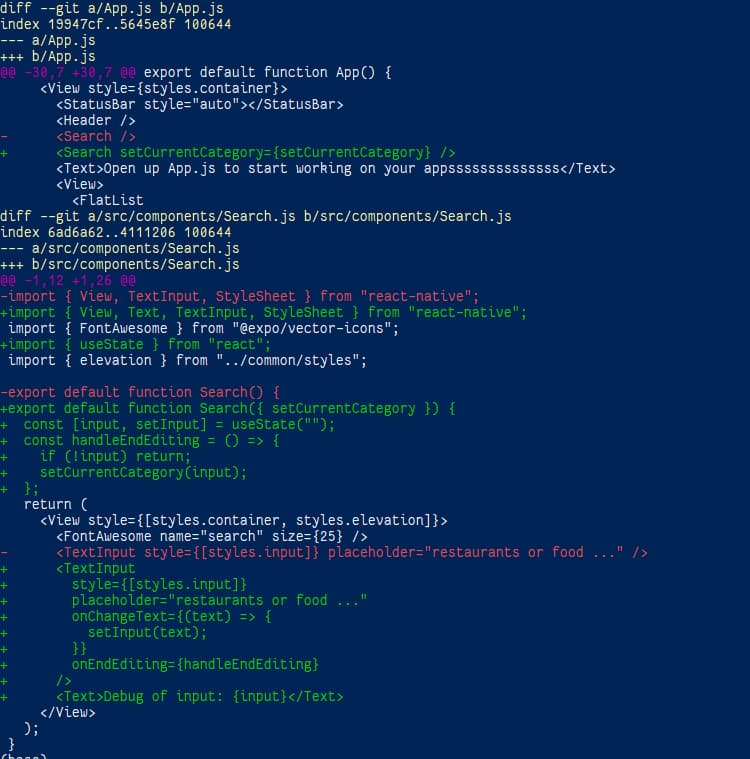 diff --git a/App.js b/App.js
index 19947cf..5645e8f 100644
--- a/App.js
+++ b/App.js
@@ -30,7 +30,7 @@ export default function App() {
     <View style={styles.container}>
       <StatusBar style="auto"></StatusBar>
       <Header />
-      <Search />
+      <Search setCurrentCategory={setCurrentCategory} />
       <Text>Open up App.js to start working on your appssssssssssssss</Text>
       <View>
         <FlatList
diff --git a/src/components/Search.js b/src/components/Search.js
index 6ad6a62..4111206 100644
--- a/src/components/Search.js
+++ b/src/components/Search.js
@@ -1,12 +1,26 @@
-import { View, TextInput, StyleSheet } from "react-native";
+import { View, Text, TextInput, StyleSheet } from "react-native";
 import { FontAwesome } from "@expo/vector-icons";
+import { useState } from "react";
 import { elevation } from "../common/styles";
-export default function Search() {
+export default function Search({ setCurrentCategory }) {
+  const [input, setInput] = useState("");
+  const handleEndEditing = () => {
+    if (!input) return;
+    setCurrentCategory(input);
+  };
   return (
     <View style={[styles.container, styles.elevation]}>
       <FontAwesome name="search" size={25} />
-      <TextInput style={[styles.input]} placeholder="restaurants or food ..." />
+      <TextInput
+        style={[styles.input]}
+        placeholder="restaurants or food ..."
+        onChangeText={(text) => {
+          setInput(text);
+        }}
+        onEndEditing={handleEndEditing}
+      />
+      <Text>Debug of input: {input}</Text>
     </View>
   );
 }
(base)